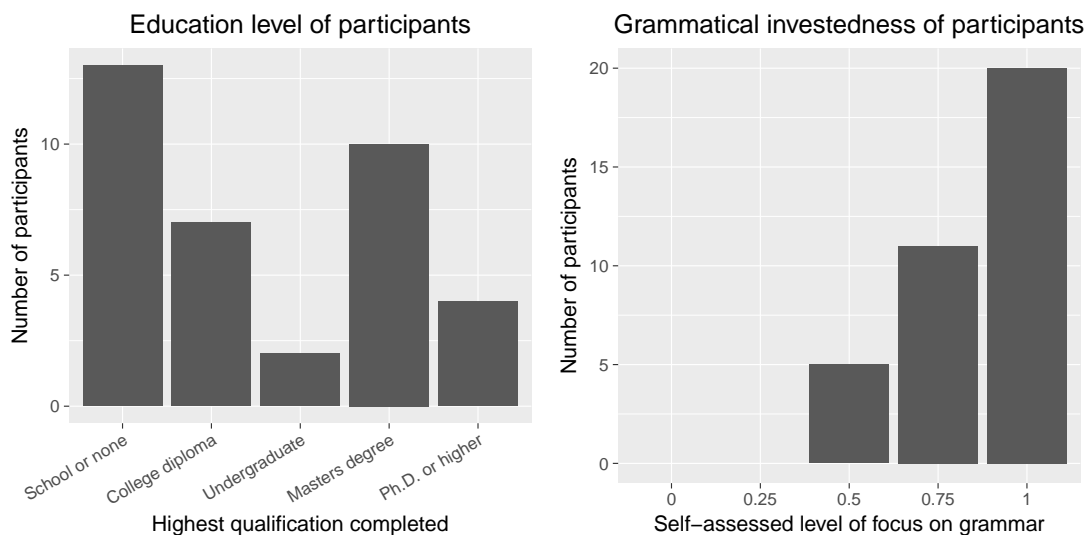 Education level of participants
Number of participants
10
5
0
School or none
College diploma
Undergraduate
Masters degree
Ph.D. or higher
Highest qualification completed
Grammatical investedness of participants
Number of participants
20
15
10
5
0
0
0.25
0.5
0.75
1
Self−assessed level of focus on grammar